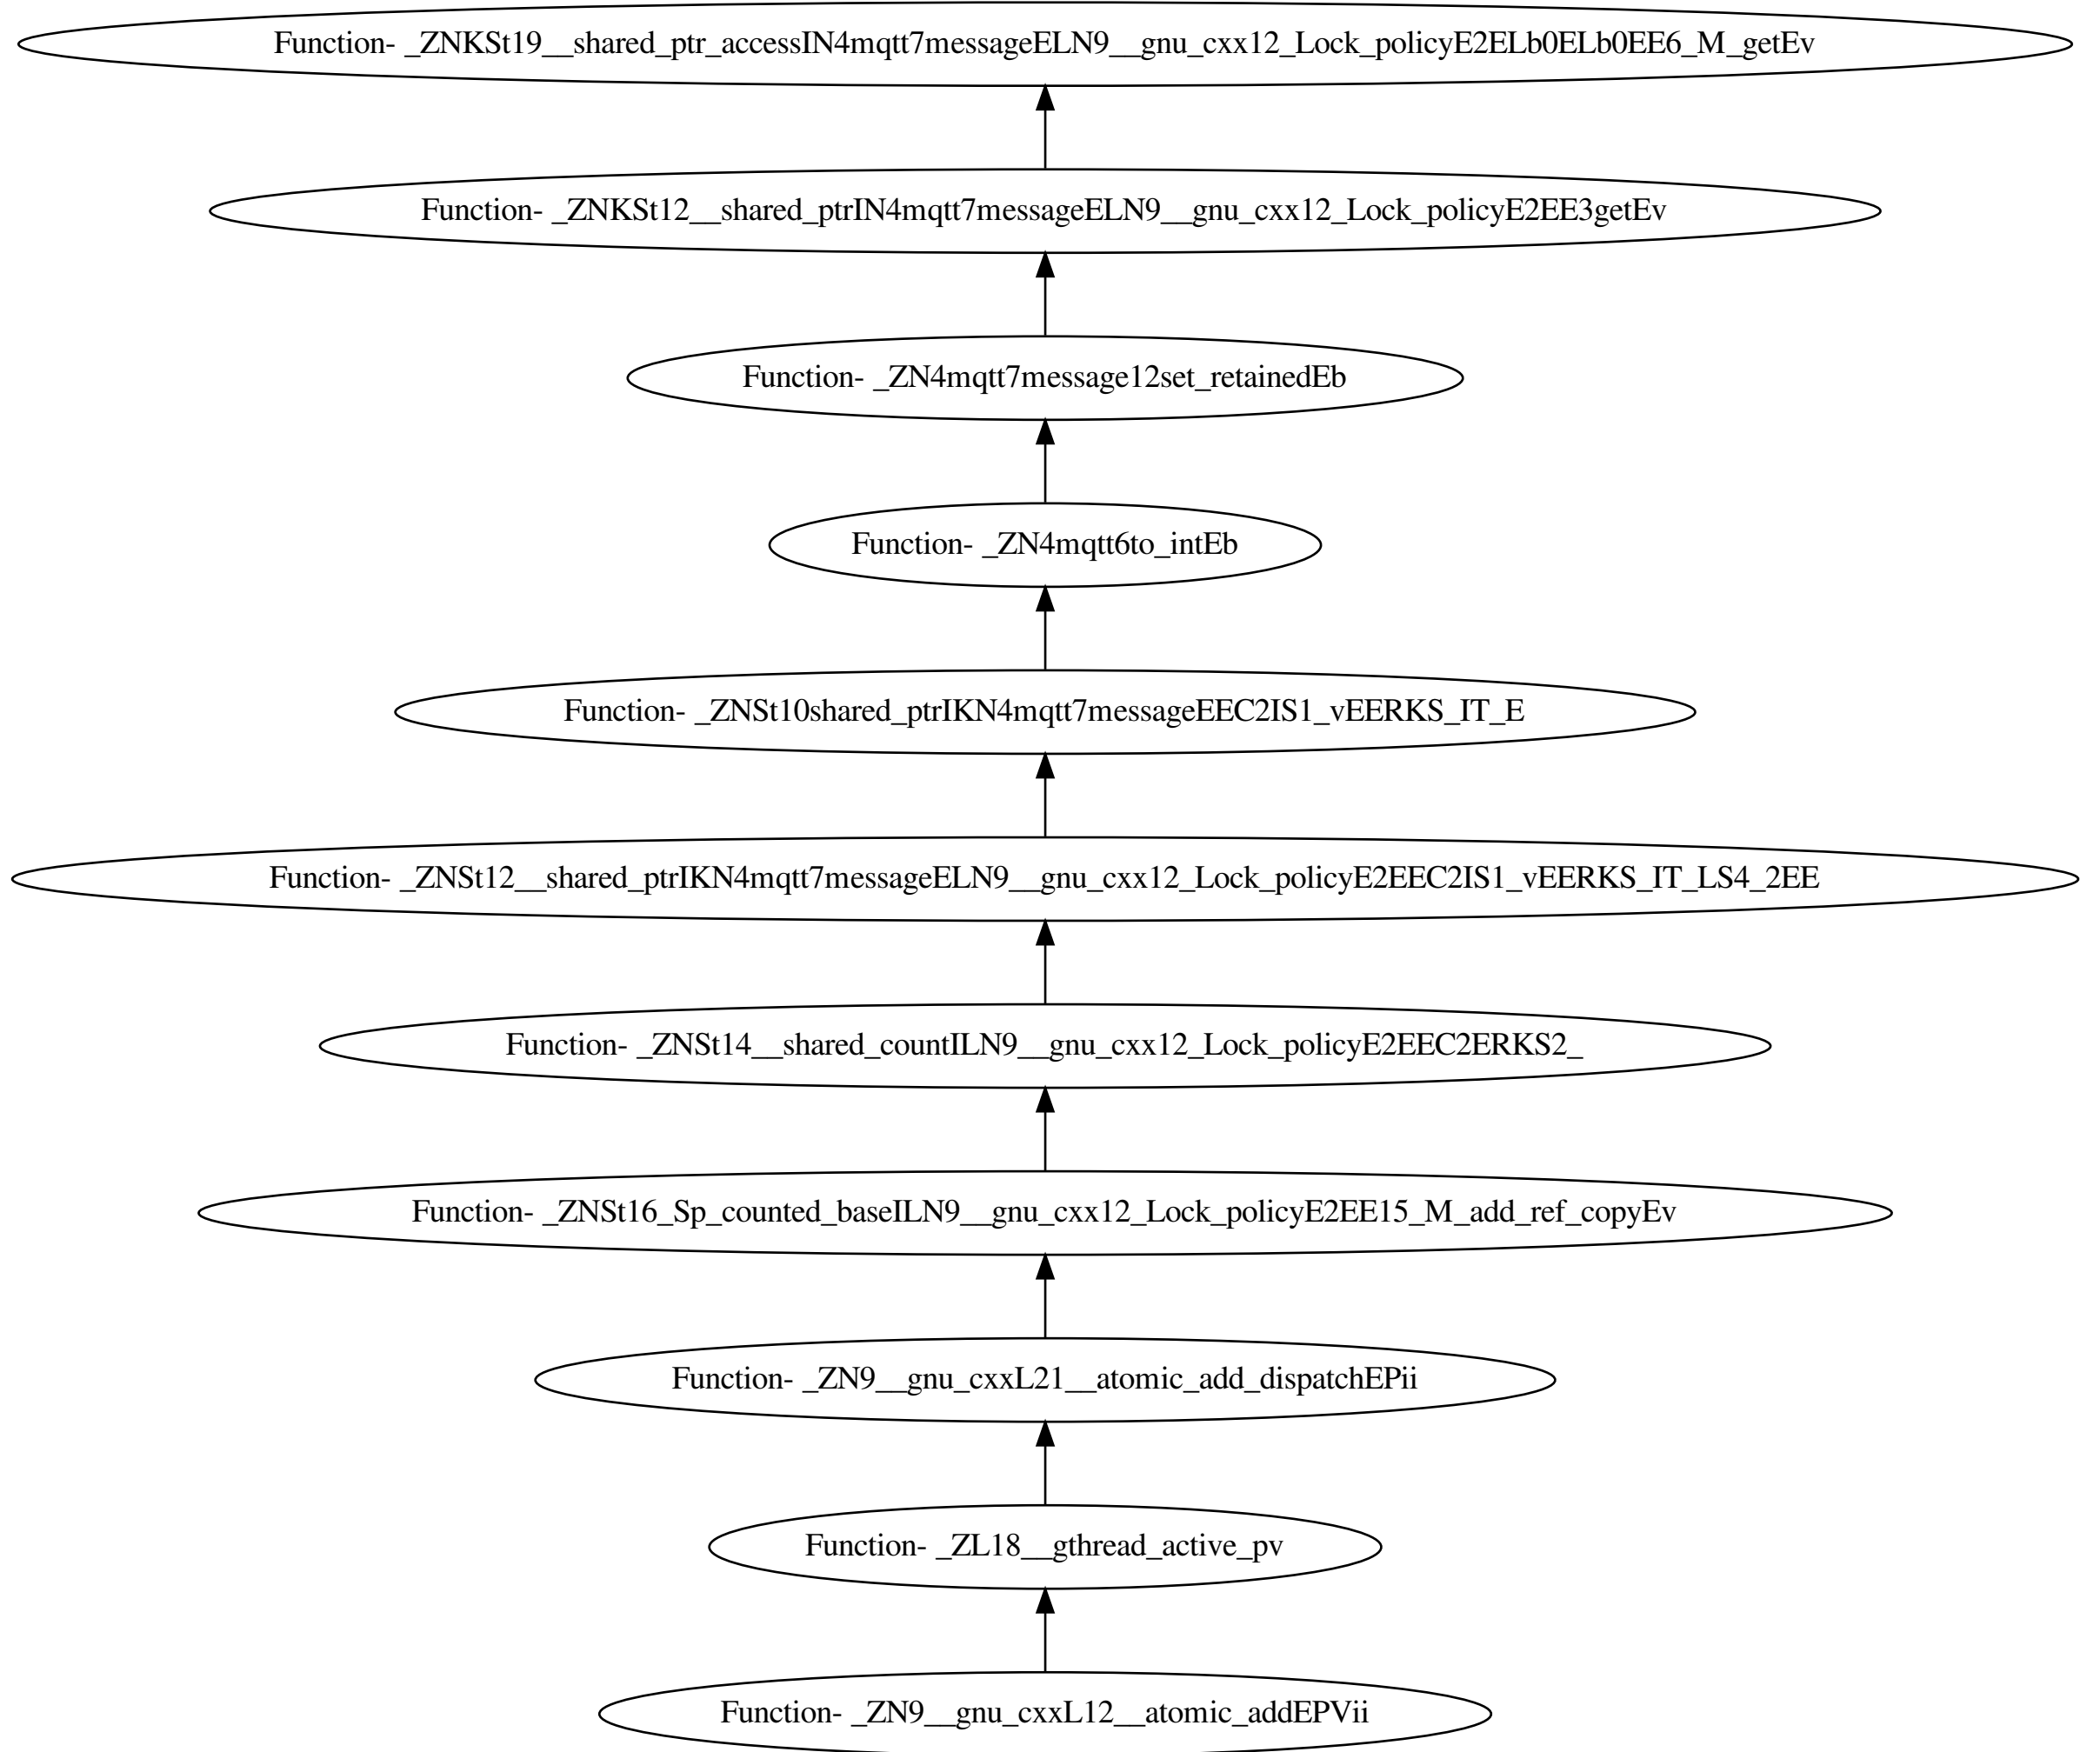 Function- _ZNKSt19__shared_ptr_accessIN4mqtt7messageELN9__gnu_cxx12_Lock_policyE2ELb0ELb0EE6_M_getEv
Function- _ZNKSt12__shared_ptrIN4mqtt7messageELN9__gnu_cxx12_Lock_policyE2EE3getEv
Function- _ZN4mqtt7message12set_retainedEb
Function- _ZN4mqtt6to_intEb
Function- _ZNSt10shared_ptrIKN4mqtt7messageEEC2IS1_vEERKS_IT_E
Function- _ZNSt12__shared_ptrIKN4mqtt7messageELN9__gnu_cxx12_Lock_policyE2EEC2IS1_vEERKS_IT_LS4_2EE
Function- _ZNSt14__shared_countILN9__gnu_cxx12_Lock_policyE2EEC2ERKS2_
Function- _ZNSt16_Sp_counted_baseILN9__gnu_cxx12_Lock_policyE2EE15_M_add_ref_copyEv
Function- _ZN9__gnu_cxxL21__atomic_add_dispatchEPii
Function- _ZL18__gthread_active_pv
Function- _ZN9__gnu_cxxL12__atomic_addEPVii